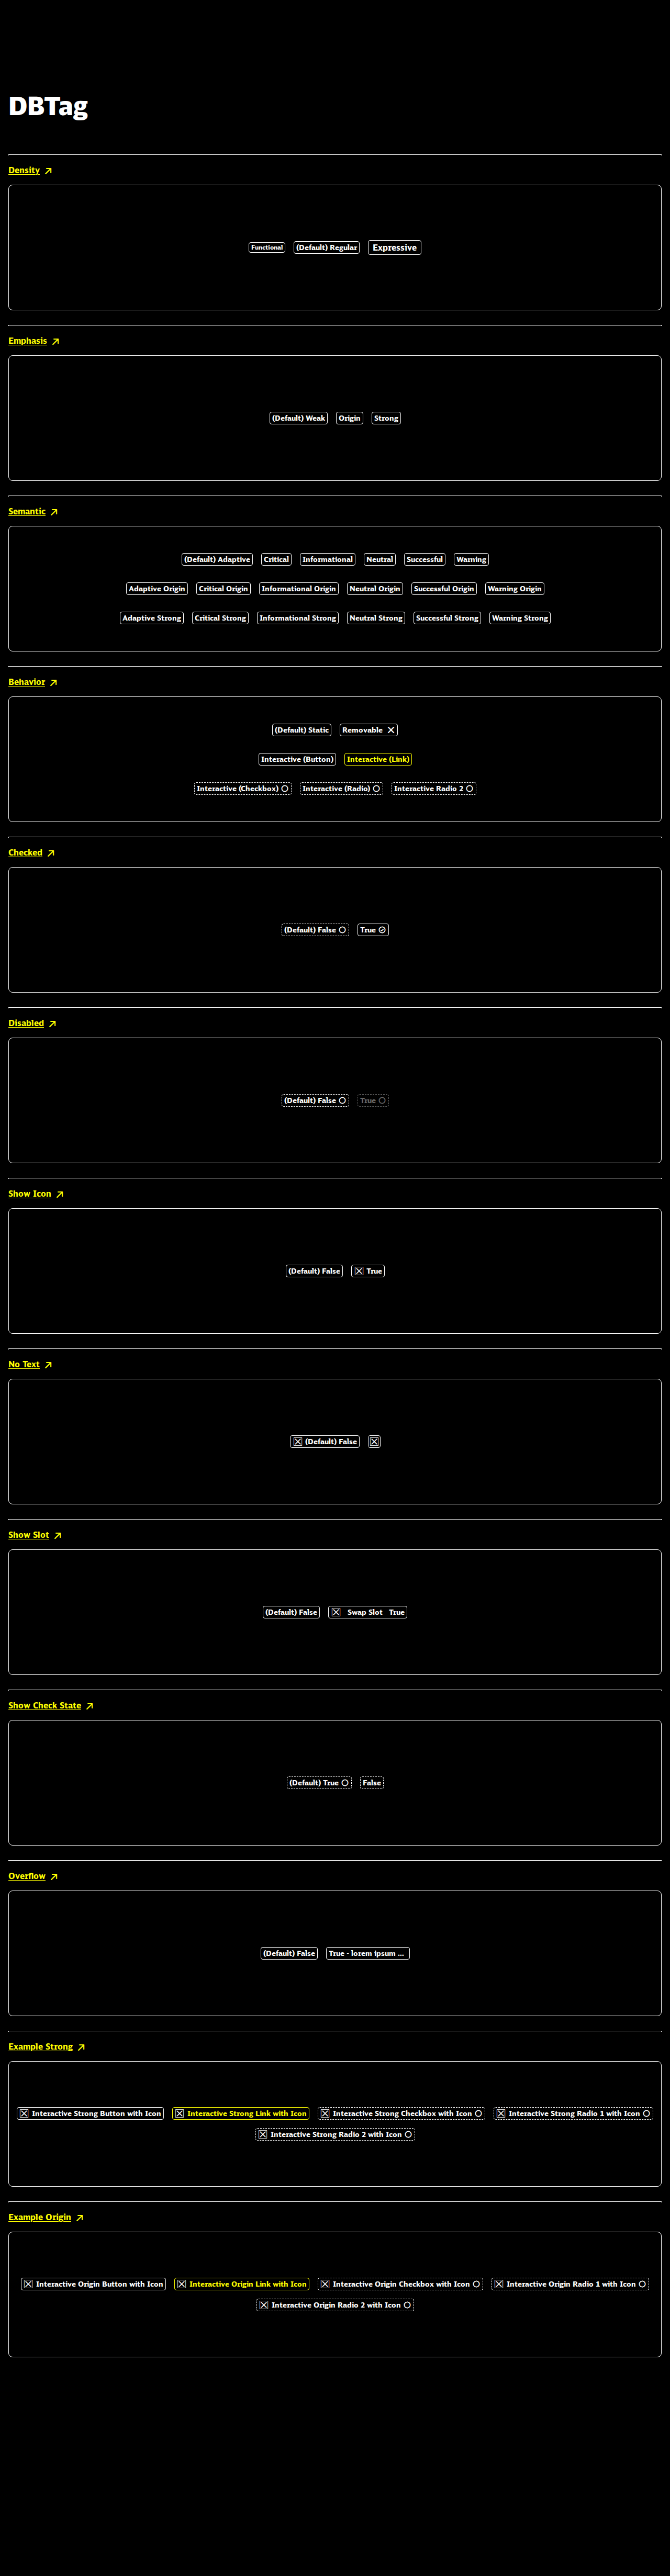 DBTag
Density
Functional (Default) Regular Expressive
Emphasis
(Default) Weak Origin Strong
Semantic
(Default) Adaptive Critical Informational Neutral Successful Warning
Adaptive Origin Critical Origin Informational Origin Neutral Origin Successful Origin Warning Origin
Adaptive Strong Critical Strong Informational Strong Neutral Strong Successful Strong Warning Strong
Behavior
(Default) Static Removable
Interactive (Button) Interactive (Link)
Interactive (Checkbox) Interactive (Radio) Interactive Radio 2
Checked
(Default) False True
Disabled
(Default) False True
Show Icon
(Default) False True
No Text
(Default) False
Show Slot
(Default) False Swap Slot True
Show Check State
(Default) True False
Overflow
(Default) False True - lorem ipsum ...
Example Strong
Interactive Strong Button with Icon Interactive Strong Link with Icon Interactive Strong Checkbox with Icon Interactive Strong Radio 1 with Icon
Interactive Strong Radio 2 with Icon
Example Origin
Interactive Origin Button with Icon Interactive Origin Link with Icon Interactive Origin Checkbox with Icon Interactive Origin Radio 1 with Icon
Interactive Origin Radio 2 with Icon